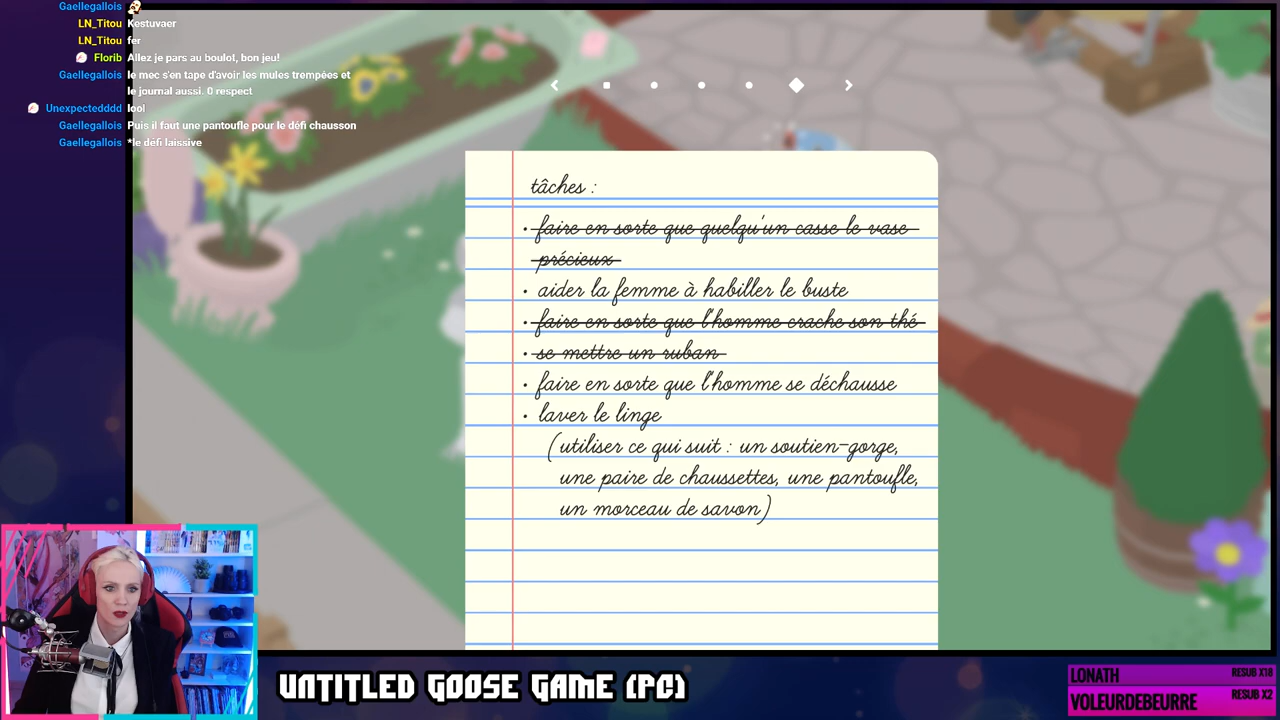 Gaellegallois
LN_Titou Kestuvaer
LN_Titou fer
Florib Allez je pars au boulot, bon jeu!
Gaellegallois le mec s'en tape d'avoir les mules trempées et
le journal aussi. 0 respect
Unexpectedddd lool
Gaellegallois Puis il faut une pantoufle pour le défi chausson
Gaellegallois *le défi laissive
tâches :
• faire en sorte que quelqu'un casse le vase
précieux
• aider la femme à habiller le buste
• faire en sorte que l'homme crache son thé
• se mettre un ruban
• faire en sorte que l'homme se déchausse
• laver le linge
(utiliser ce qui suit : un soutien-gorge,
une paire de chaussettes, une pantoufle,
un morceau de savon)
UNTITLED GOOSE GAME (PC)
LONATH RESUB X18
VOLEURDEBEURRE RESUB X2